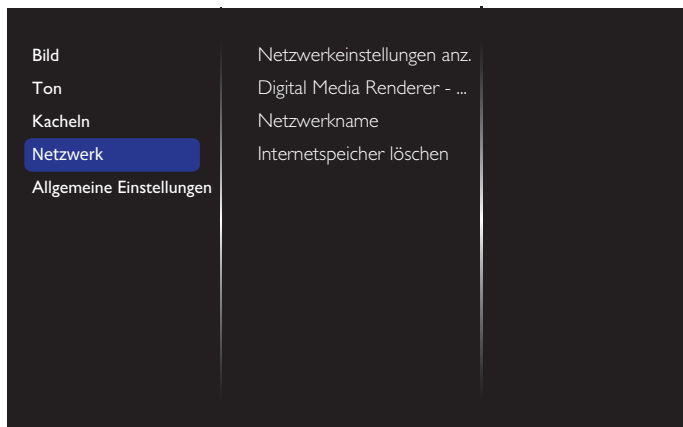 Bild
Ton
Kacheln
Netzwerk
Allgemeine Einstellungen
Netzwerkeinstellungen anz.
Digital Media Renderer - ...
Netzwerkname
Internetspeicher löschen